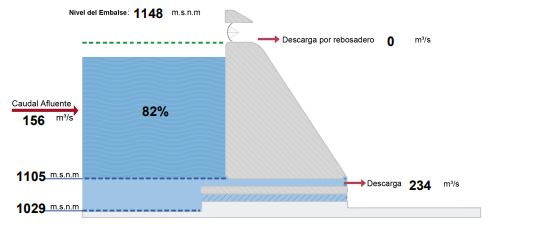 Nivel del Embalse: 1148 m.s.n.m
Descarga por rebosadero 0 m³/s
Caudal Afluente
156 m³/s
82%
1105 m.s.n.m
Descarga 234 m³/s
1029 m.s.n.m